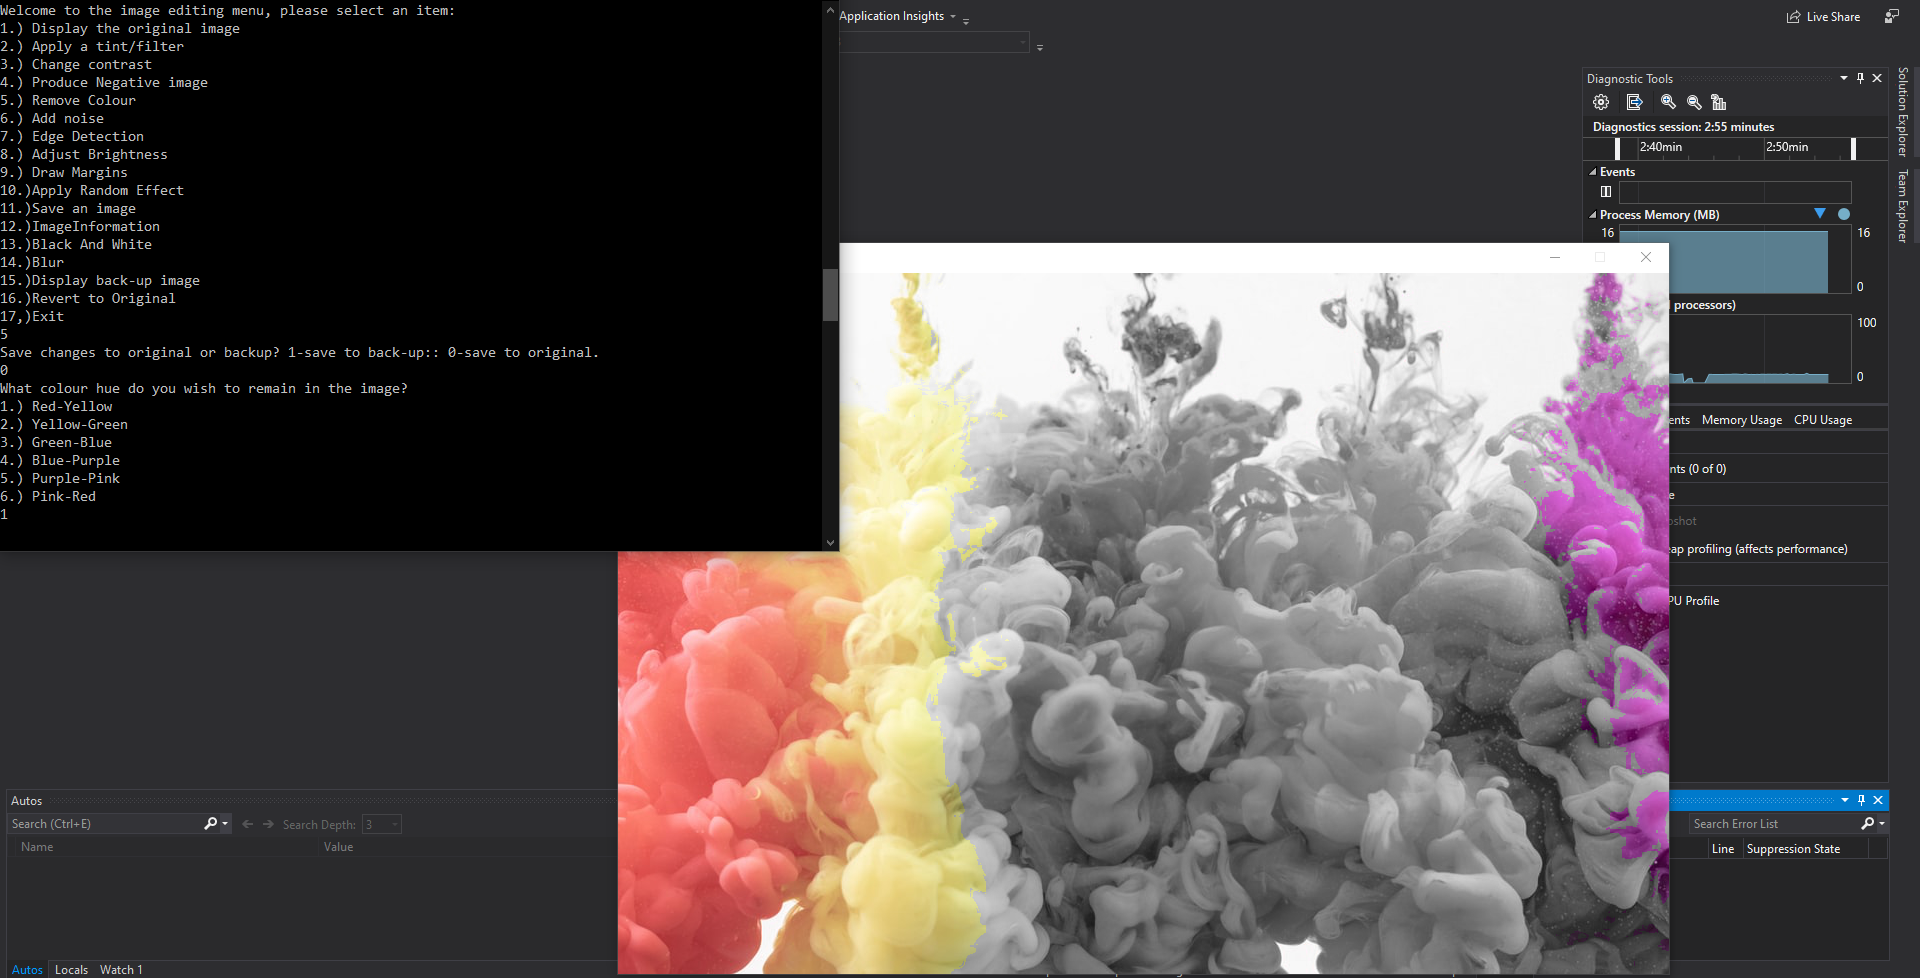 Welcome to the image editing menu, please select an item:
1.) Display the original image
2.) Apply a tint/filter
3.) Change contrast
4.) Produce Negative image
5.) Remove Colour
6.) Add noise
7.) Edge Detection
8.) Adjust Brightness
9.) Draw Margins
10.)Apply Random Effect
11.)Save an image
12.)ImageInformation
13.)Black And White
14.)Blur
15.)Display back-up image
16.)Revert to Original
17,)Exit
5
Save changes to original or backup? 1-save to back-up:: 0-save to original.
0
What colour hue do you wish to remain in the image?
1.) Red-Yellow
2.) Yellow-Green
3.) Green-Blue
4.) Blue-Purple
5.) Purple-Pink
6.) Pink-Red
1
Application Insights
Live Share
Solution Explorer
Team Explorer
Diagnostic Tools
Diagnostics session: 2:55 minutes
2:40min 2:50min
Events
Process Memory (MB)
16 16
0
processors)
100
0
ents Memory Usage CPU Usage
nts (0 of 0)
e
pshot
eap profiling (affects performance)
PU Profile
Autos
Search (Ctrl+E) Search Depth: 3
Name Value
Autos Locals Watch 1
Search Error List
Line Suppression State